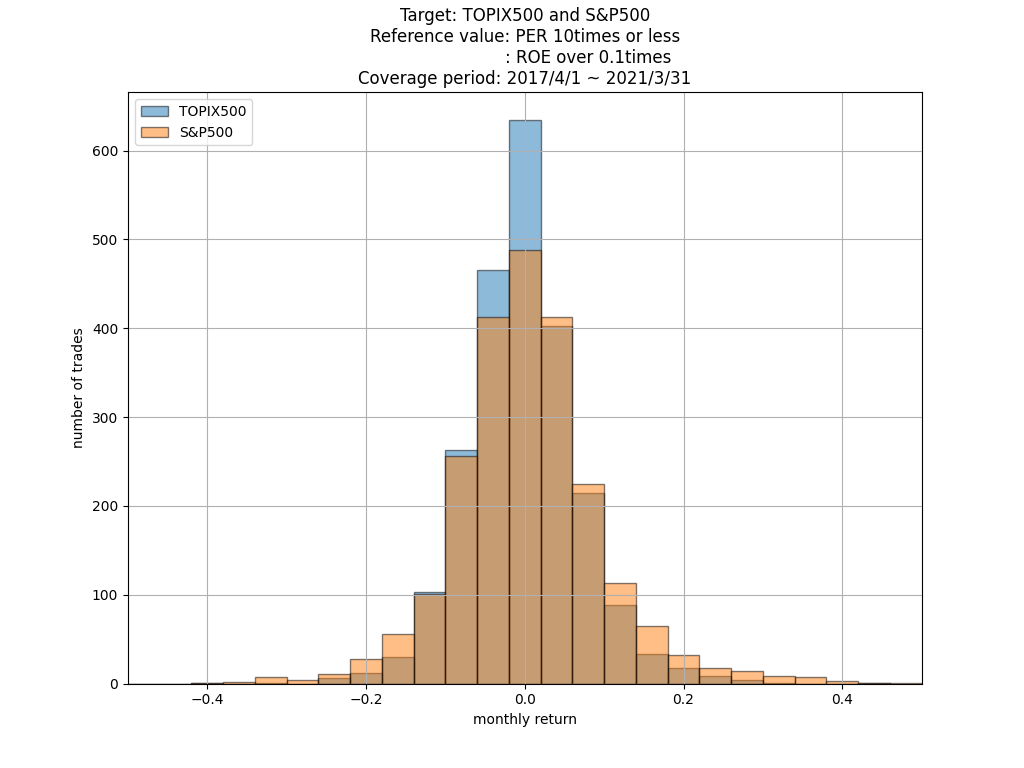 Target: TOPIX500 and S&P500
Reference value: PER 10times or less
: ROE over 0.1times
Coverage period: 2017/4/1 ~ 2021/3/31
TOPIX500
S&P500
600
500
400
300
200
100
0
number of trades
−0.4
−0.2
0.0
0.2
0.4
monthly return